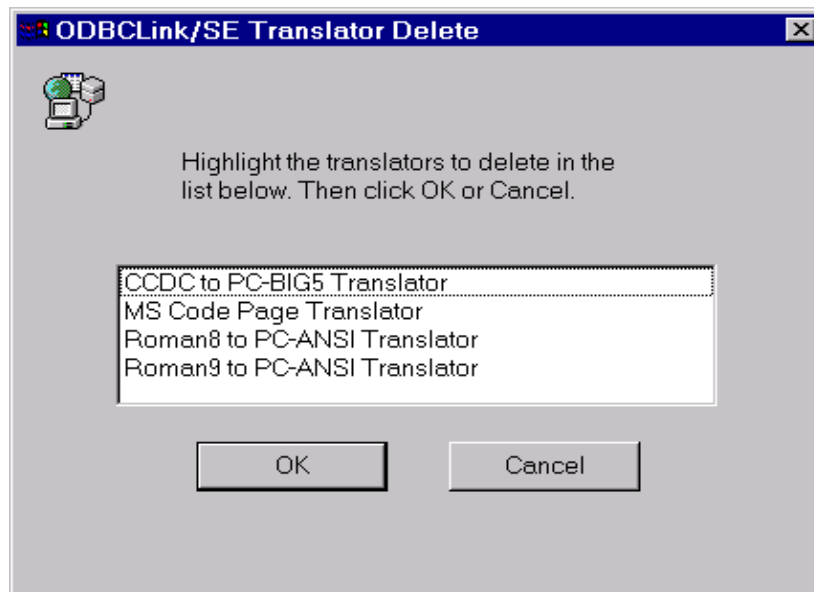 ODBCLink/SE Translator Delete
Highlight the translators to delete in the
list below. Then click OK or Cancel.
CCDC to PC-BIG5 Translator
MS Code Page Translator
Roman8 to PC-ANSI Translator
Roman9 to PC-ANSI Translator
OK
Cancel